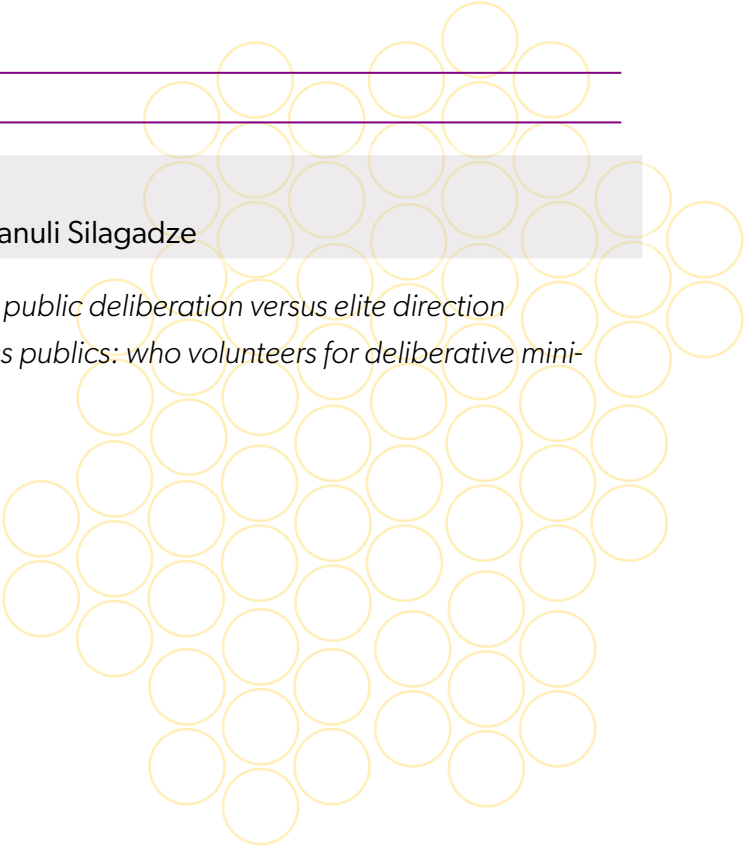 anuli Silagadze
public deliberation versus elite direction
s publics: who volunteers for deliberative mini-